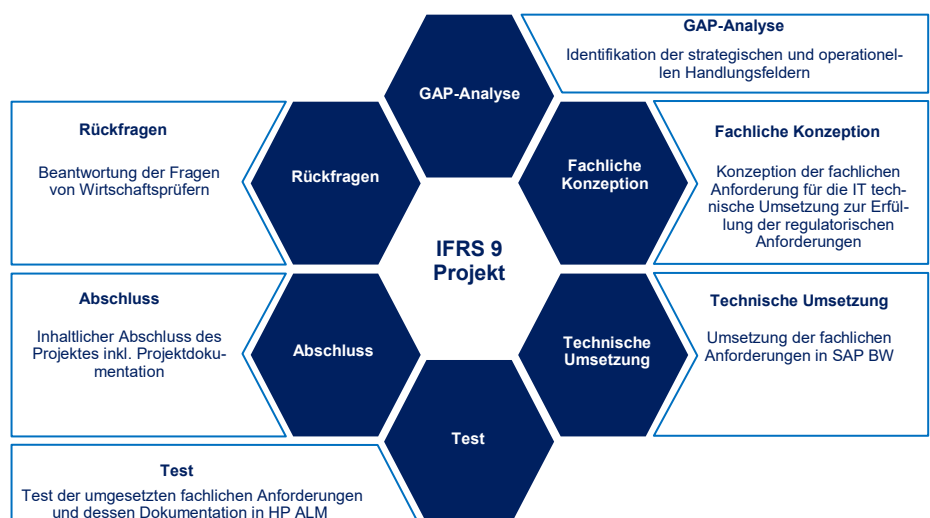 GAP-Analyse
Identifikation der strategischen und operationel-
len Handlungsfeldern
GAP-Analyse
Rückfragen
Beantwortung der Fragen
von Wirtschaftsprüfern
Rückfragen
Fachliche
Konzeption
Fachliche Konzeption
Konzeption der fachlichen
Anforderung für die IT tech-
nische Umsetzung zur Erfül-
lung der regulatorischen
Anforderungen
IFRS 9
Projekt
Abschluss
Inhaltlicher Abschluss des
Projektes inkl. Projektdoku-
mentation
Abschluss
Technische
Umsetzung
Technische Umsetzung
Umsetzung der fachlichen
Anforderungen in SAP BW
Test
Test
Test der umgesetzten fachlichen Anforderungen
und dessen Dokumentation in HP ALM